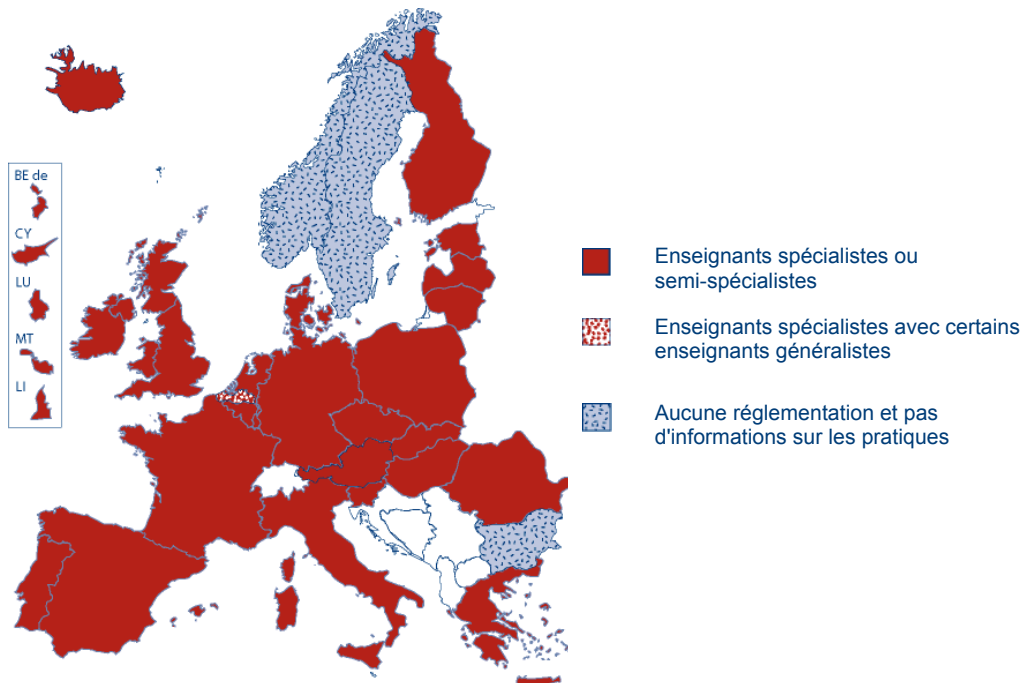 BE de
CY
LU
MT
LI
Enseignants spécialistes ou
semi-spécialistes
Enseignants spécialistes avec certains
enseignants généralistes
Aucune réglementation et pas
d'informations sur les pratiques